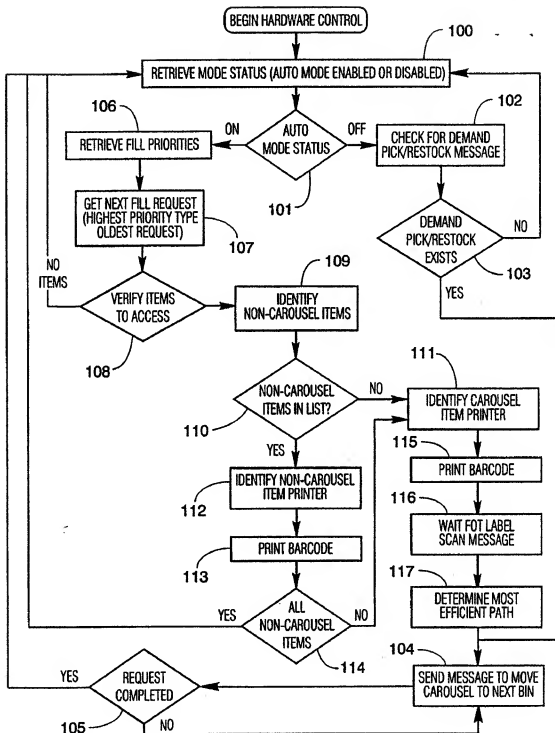 BEGIN HARDWARE CONTROL
100
RETRIEVE MODE STATUS (AUTO MODE ENABLED OR DISABLED)
106
RETRIEVE FILL PRIORITIES
ON
AUTO
MODE STATUS
101
OFF
102
CHECK FOR DEMAND
PICK/RESTOCK MESSAGE
GET NEXT FILL REQUEST
(HIGHEST PRIORITY TYPE
OLDEST REQUEST)
107
DEMAND
PICK/RESTOCK
EXISTS
103
NO
YES
NO
ITEMS
VERIFY ITEMS
TO ACCESS
108
109
IDENTIFY
NON-CAROUSEL ITEMS
NON-CAROUSEL
ITEMS IN LIST?
110
NO
YES
111
IDENTIFY CAROUSEL
ITEM PRINTER
112
IDENTIFY NON-CAROUSEL
ITEM PRINTER
115
PRINT BARCODE
113
PRINT BARCODE
116
WAIT FOT LABEL
SCAN MESSAGE
117
DETERMINE MOST
EFFICIENT PATH
YES
ALL
NON-CAROUSEL
ITEMS
114
NO
104
SEND MESSAGE TO MOVE
CAROUSEL TO NEXT BIN
YES
REQUEST
COMPLETED
105
NO